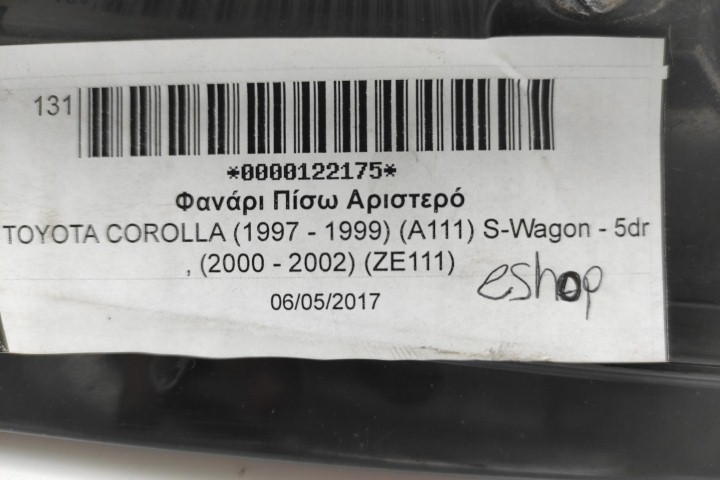 131
*0000122175*
Φανάρι Πίσω Αριστερό
TOYOTA COROLLA (1997 - 1999) (A111) S-Wagon - 5dr
, (2000 - 2002) (ZE111)
eshop
06/05/2017